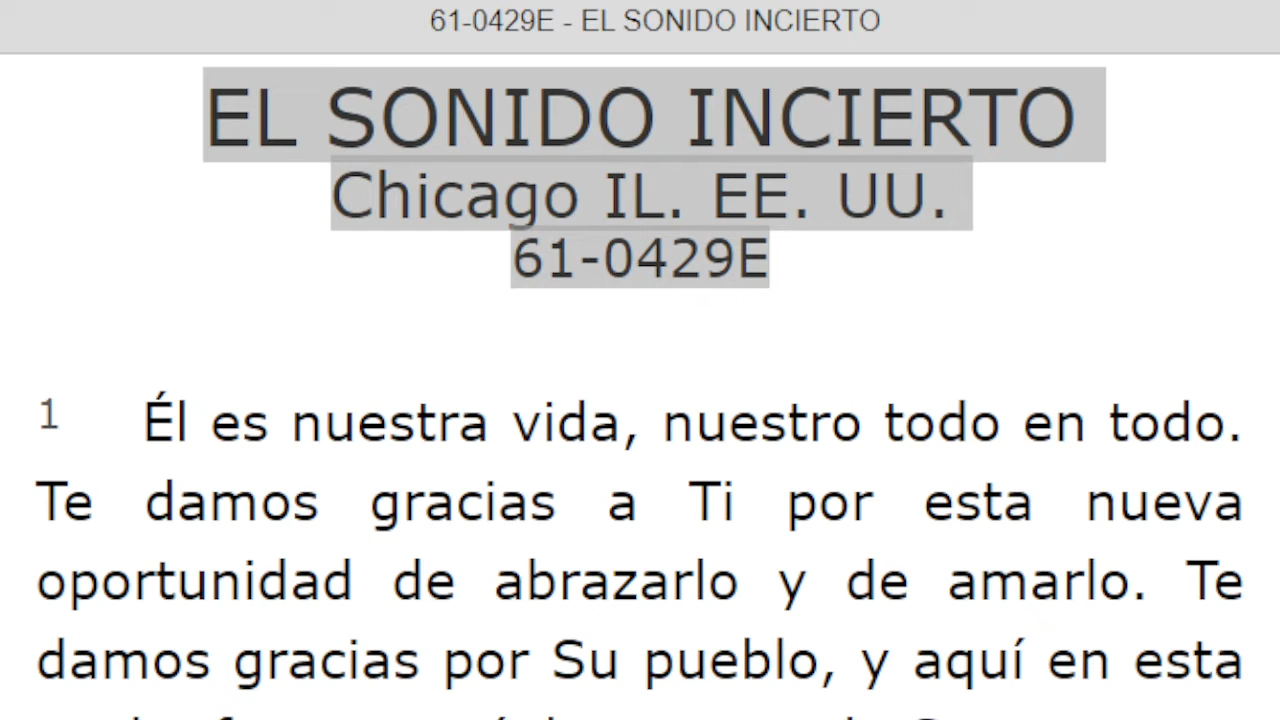 61-0429E - EL SONIDO INCIERTO
EL SONIDO INCIERTO
Chicago IL. EE. UU.
61-0429E
1 Él es nuestra vida, nuestro todo en todo.
Te damos gracias a Ti por esta nueva
oportunidad de abrazarlo y de amarlo. Te
damos gracias por Su pueblo, y aquí en esta